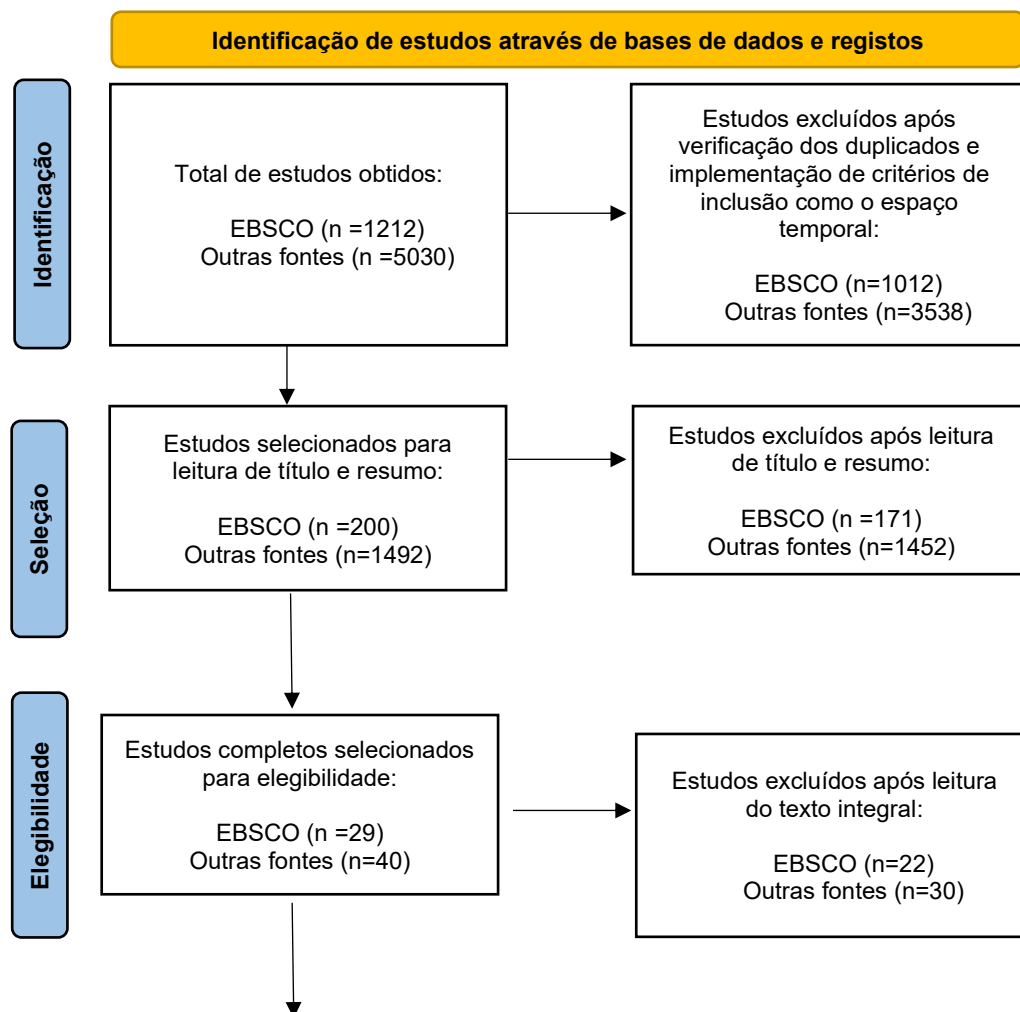 Identificação de estudos através de bases de dados e registos
Identificação
Total de estudos obtidos:
EBSCO (n =1212)
Outras fontes (n =5030)
Estudos excluídos após
verificação dos duplicados e
implementação de critérios de
inclusão como o espaço
temporal:
EBSCO (n=1012)
Outras fontes (n=3538)
Seleção
Estudos selecionados para
leitura de título e resumo:
EBSCO (n =200)
Outras fontes (n=1492)
Estudos excluídos após leitura
de título e resumo:
EBSCO (n =171)
Outras fontes (n=1452)
Elegibilidade
Estudos completos selecionados
para elegibilidade:
EBSCO (n =29)
Outras fontes (n=40)
Estudos excluídos após leitura
do texto integral:
EBSCO (n=22)
Outras fontes (n=30)